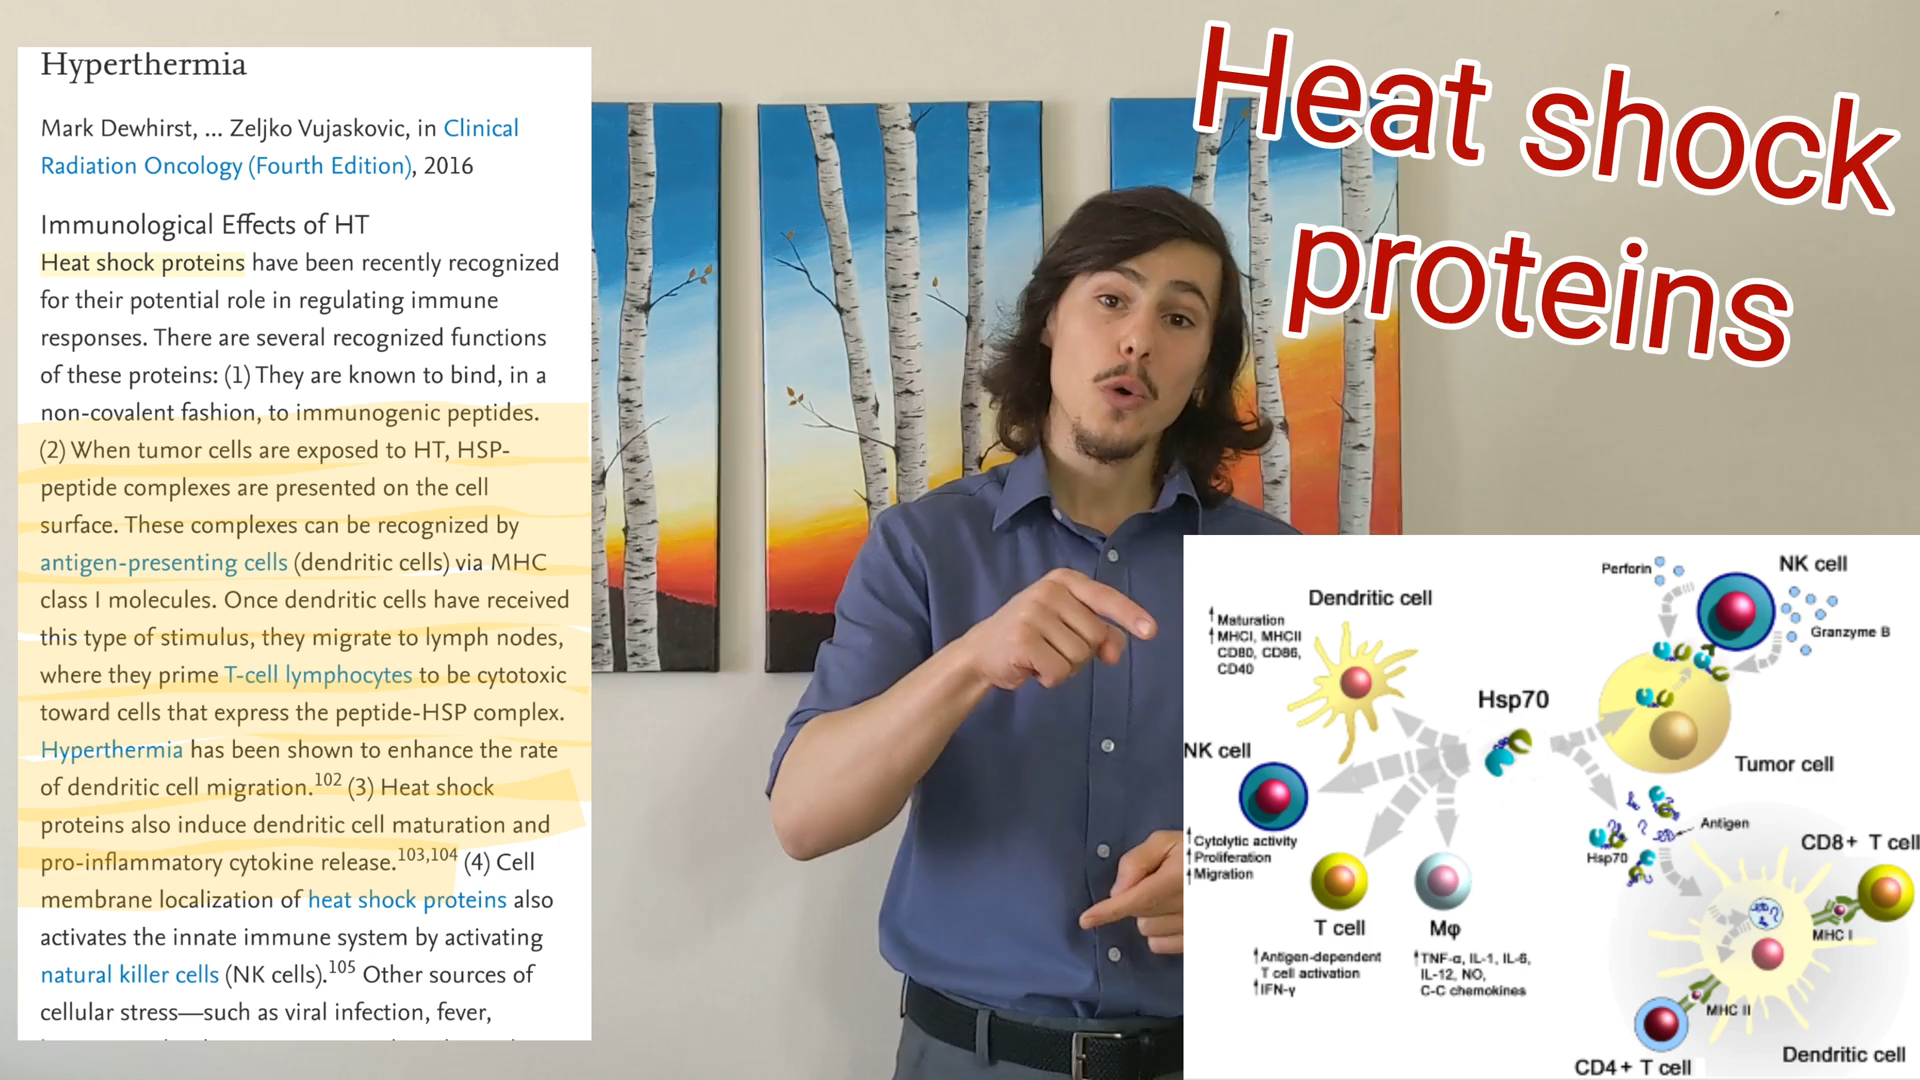 Hyperthermia
Mark Dewhirst, ... Zeljko Vujaskovic, in Clinical
Radiation Oncology (Fourth Edition), 2016
Immunological Effects of HT
Heat shock proteins have been recently recognized
for their potential role in regulating immune
responses. There are several recognized functions
of these proteins: (1) They are known to bind, in a
non-covalent fashion, to immunogenic peptides.
(2) When tumor cells are exposed to HT, HSP-
peptide complexes are presented on the cell
surface. These complexes can be recognized by
antigen-presenting cells (dendritic cells) via MHC
class I molecules. Once dendritic cells have received
this type of stimulus, they migrate to lymph nodes,
where they prime T-cell lymphocytes to be cytotoxic
toward cells that express the peptide-HSP complex.
Hyperthermia has been shown to enhance the rate
of dendritic cell migration.102 (3) Heat shock
proteins also induce dendritic cell maturation and
pro-inflammatory cytokine release.103,104 (4) Cell
membrane localization of heat shock proteins also
activates the innate immune system by activating
natural killer cells (NK cells).105 Other sources of
cellular stress—such as viral infection, fever,
Heat shock
proteins
Dendritic cell
↑Maturation
↑MHCI, MHCII
CD80, CD86,
CD40
Perforin
NK cell
Granzyme B
Hsp70
Tumor cell
NK cell
↑Cytolytic activity
↑Proliferation
↑Migration
T cell
↑Antigen-dependent
T cell activation
↑IFN-γ
Mφ
↑TNF-α, IL-1, IL-6,
IL-12, NO,
C-C chemokines
Antigen
Hsp70
CD8+ T cell
MHC I
MHC II
CD4+ T cell
Dendritic cell